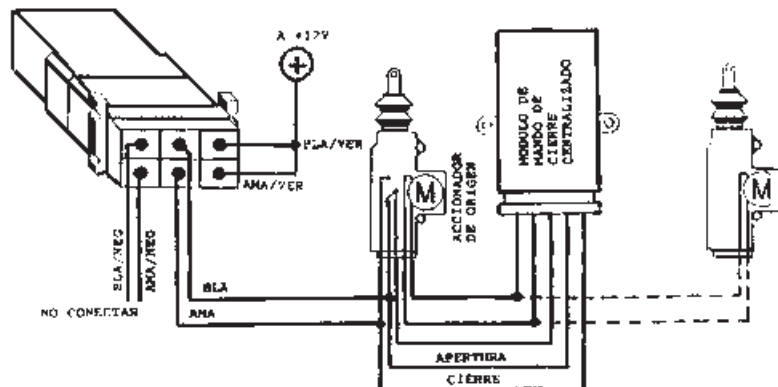 A +12V
BLA/VER
AMA/VER
BLA/NEG
AMA/NEG
NO CONECTAR
BLA
AMA
M
ACCIONADOR
DE ORIGEN
MODULO DE
MANDO DE
CIERRE
CENTRALIZADO
M
APERTURA
CIERRE